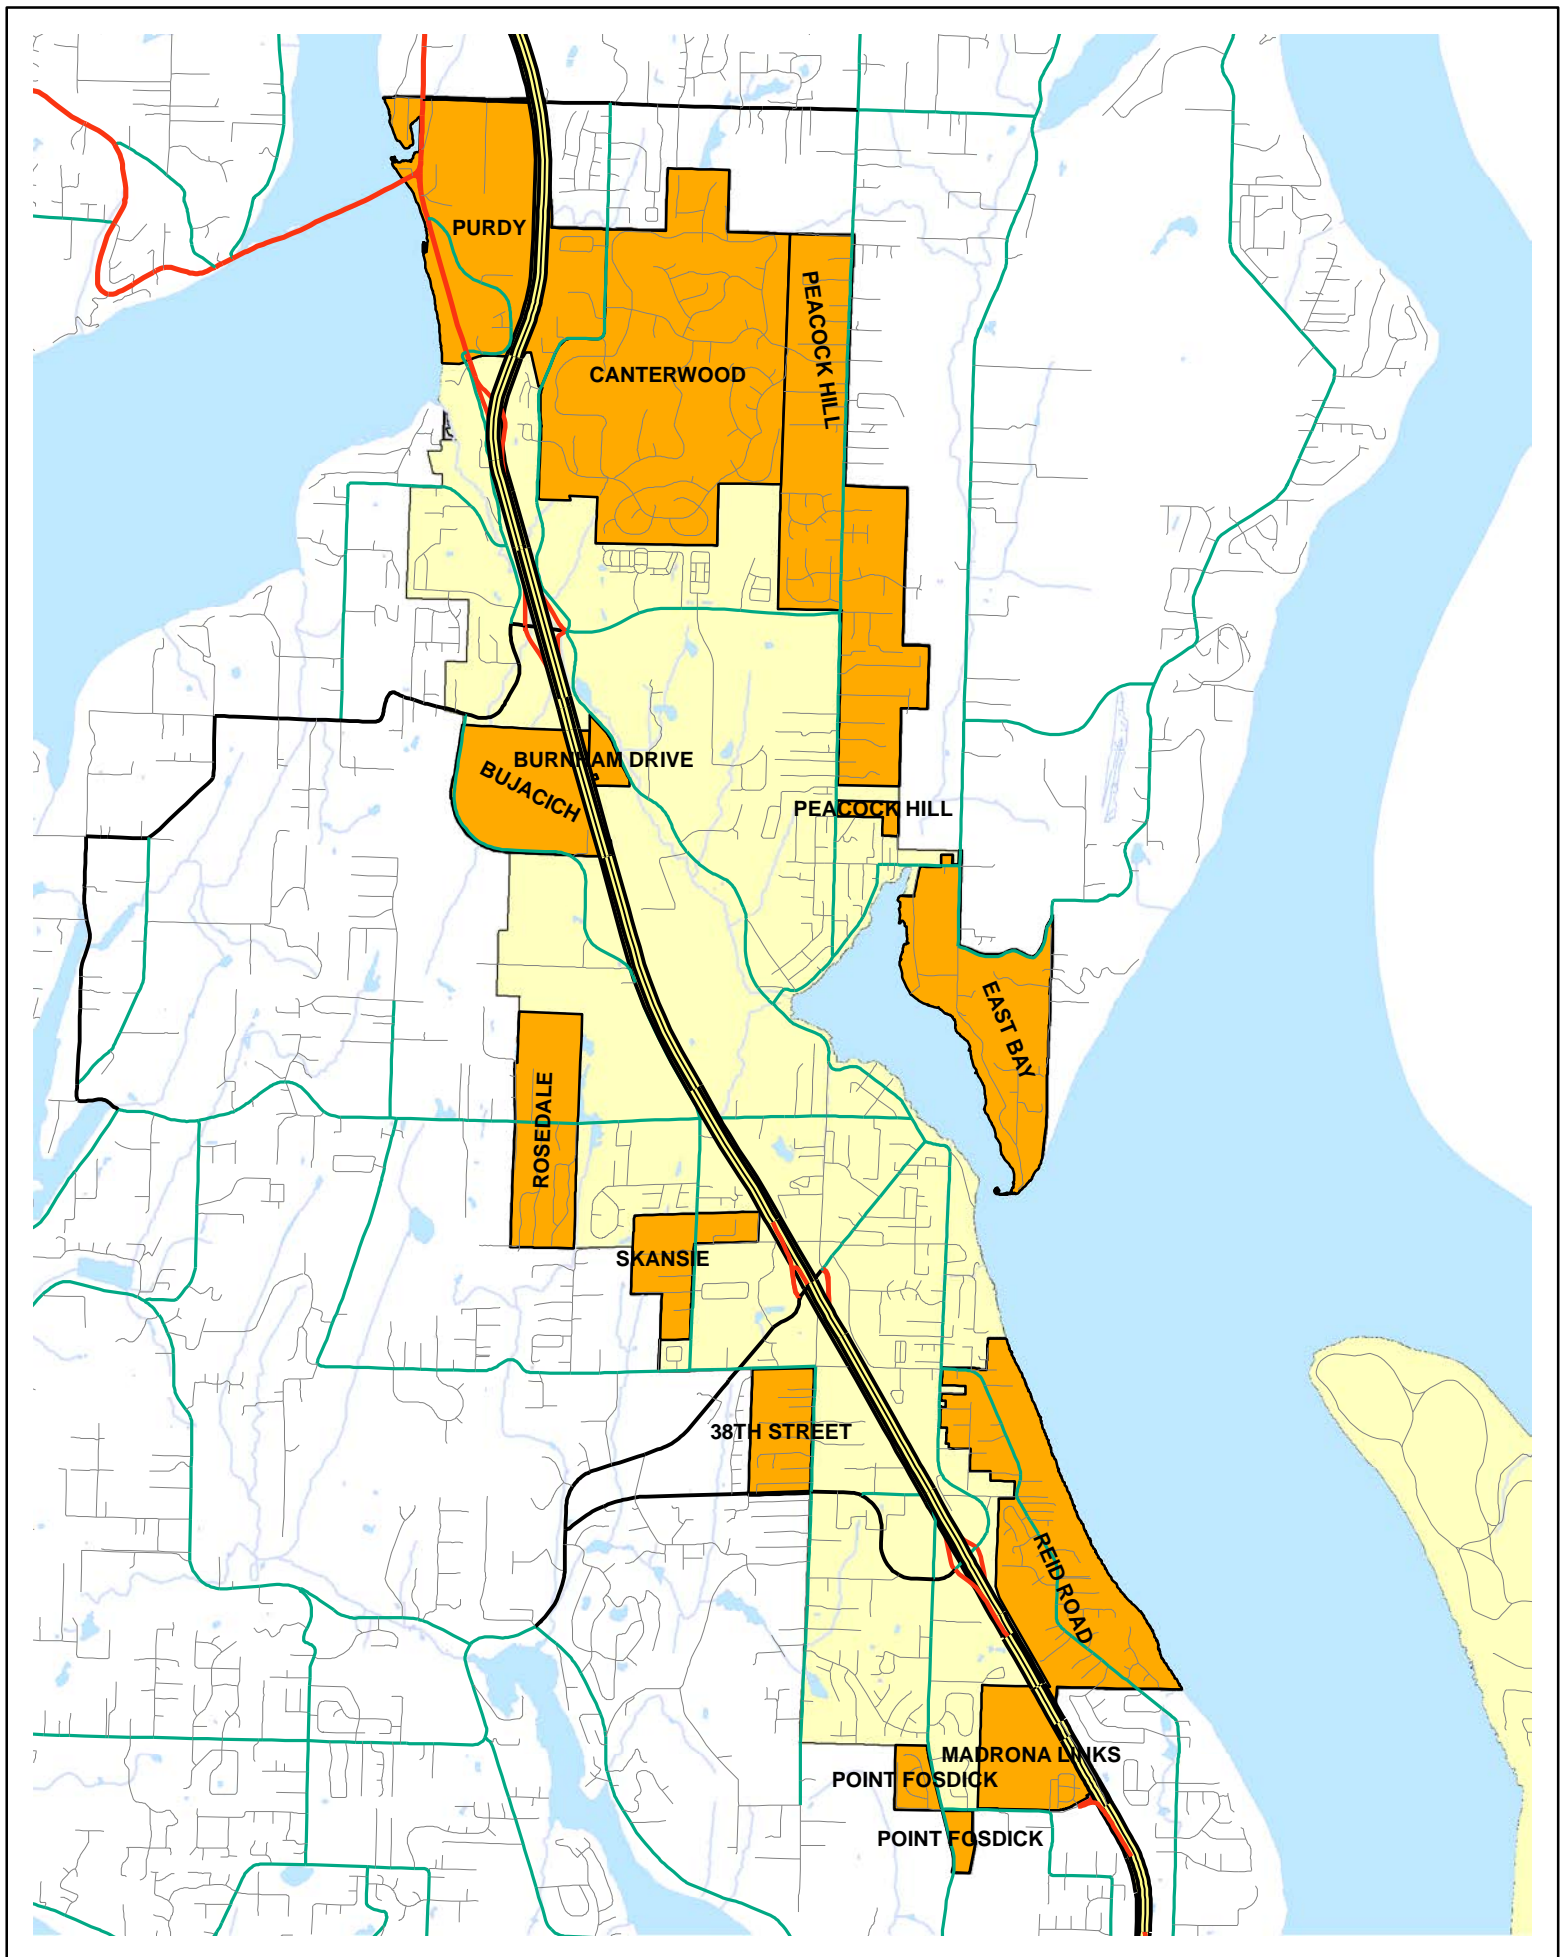 PURDY
PEACOCK HILL
CANTERWOOD
BURNHAM DRIVE
BUJACICH
PEACOCK HILL
EAST BAY
ROSEDALE
SKANSIE
38TH STREET
REID ROAD
MADRONA LINKS
POINT FOSDICK
POINT FOSDICK